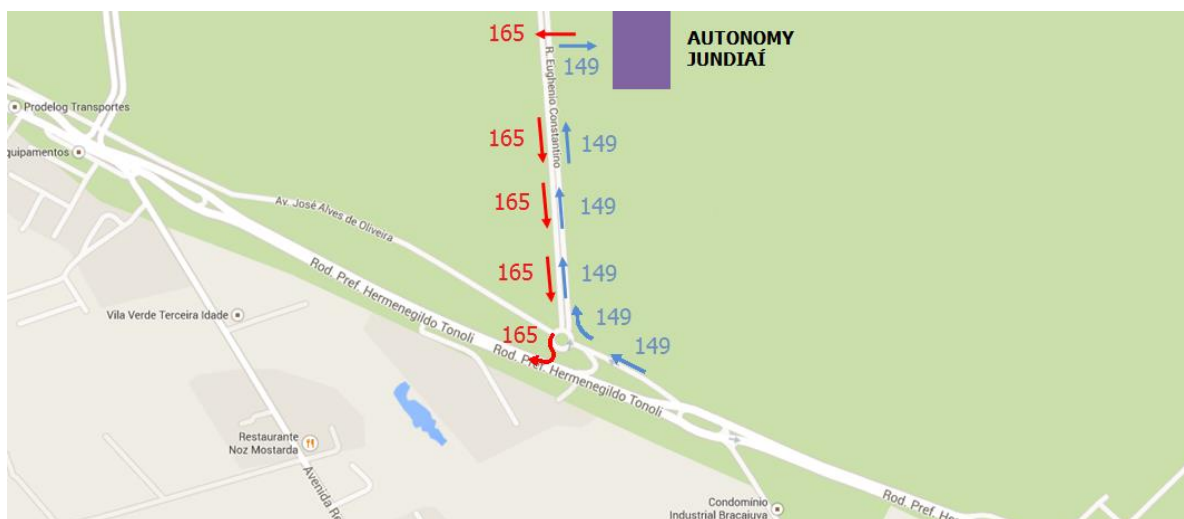 165
AUTONOMY
JUNDIAÍ
149
R. Eughenio Constantino
Prodelog Transportes
165
149
quipamentos
165
149
Av. José Alves de Oliveira
Rod. Pref. Hermenegildo Tonoli
165
149
Vila Verde Terceira Idade
149
165
149
Rod. Pref. Hermenegildo Tonoli
Restaurante
Noz Mostarda
Avenida Re
Condomínio
Industrial Bracaiuva
Rod. Pref. He